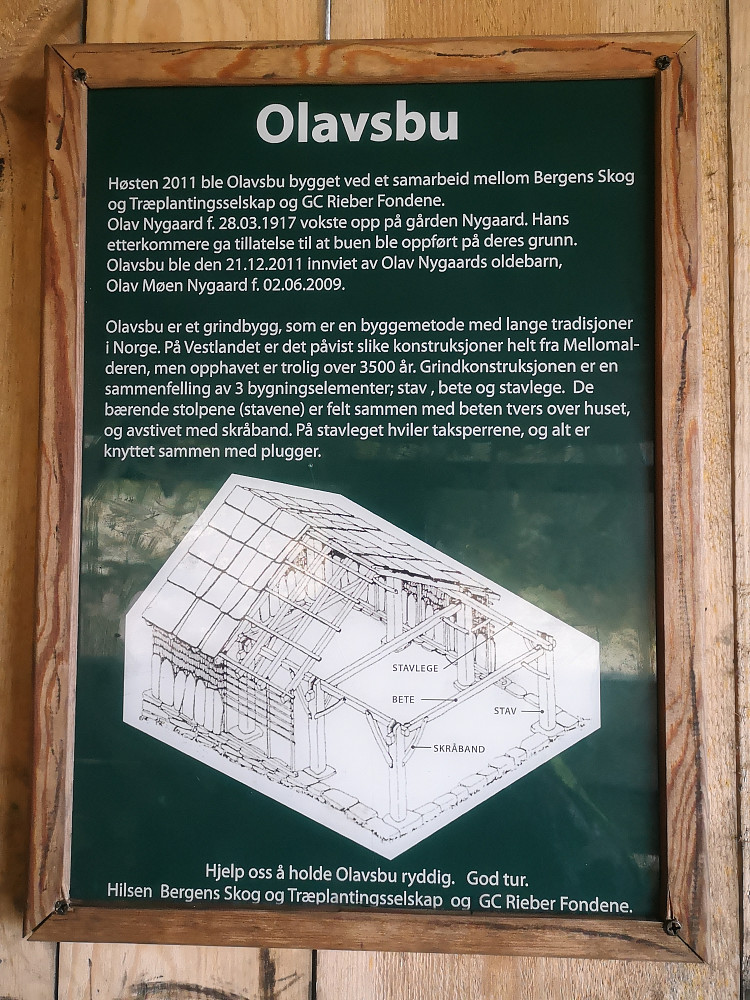 Olavsbu
Høsten 2011 ble Olavsbu bygget ved et samarbeid mellom Bergens Skog
og Træplantingsselskap og GC Rieber Fondene.
Olav Nygaard f. 28.03.1917 vokste opp på gården Nygaard. Hans
etterkommere ga tillatelse til at buen ble oppført på deres grunn.
Olavsbu ble den 21.12.2011 innviet av Olav Nygaards oldebarn,
Olav Møen Nygaard f. 02.06.2009.
Olavsbu er et grindbygg, som er en byggemetode med lange tradisjoner
i Norge. På Vestlandet er det påvist slike konstruksjoner helt fra Mellomal-
deren, men opphavet er trolig over 3500 år. Grindkonstruksjonen er en
sammenfelling av 3 bygningselementer; stav , bete og stavlege. De
bærende stolpene (stavene) er felt sammen med beten tvers over huset,
og avstivet med skråband. På stavleget hviler taksperrene, og alt er
knyttet sammen med plugger.
STAVLEGE
BETE
STAV
SKRÅBAND
Hjelp oss å holde Olavsbu ryddig. God tur.
Hilsen Bergens Skog og Træplantingsselskap og GC Rieber Fondene.